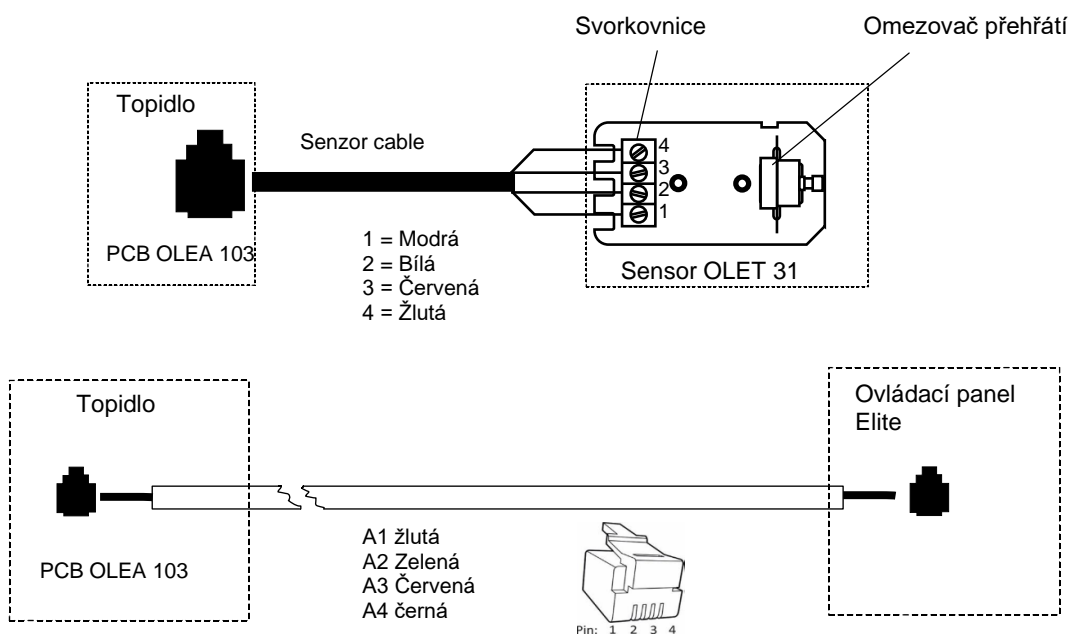 Svorkovnice
Omezovač přehřátí
Topidlo
Senzor cable
4
3
2
1
PCB OLEA 103
1 = Modrá
2 = Bílá
3 = Červená
4 = Žlutá
Sensor OLET 31
Topidlo
Ovládací panel
Elite
PCB OLEA 103
A1 žlutá
A2 Zelená
A3 Červená
A4 černá
Pin: 1 2 3 4